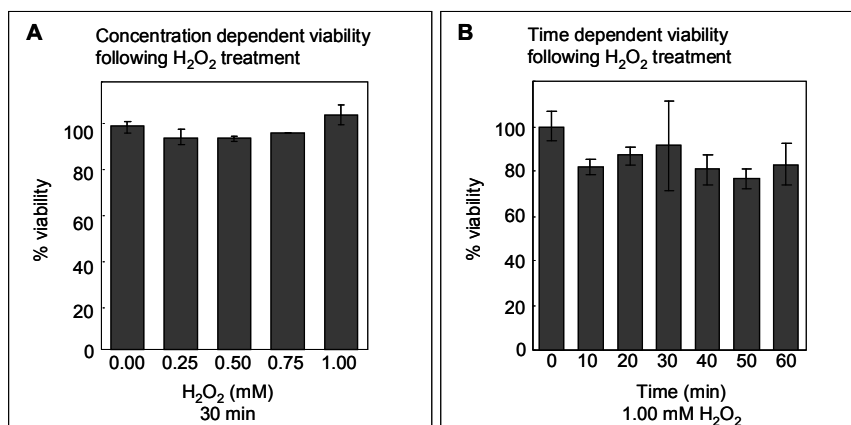 A
Concentration dependent viability
following H₂O₂ treatment
% viability
100
80
60
40
20
0
0.00 0.25 0.50 0.75 1.00
H₂O₂ (mM)
30 min
B
Time dependent viability
following H₂O₂ treatment
% viability
100
80
60
40
20
0
0 10 20 30 40 50 60
Time (min)
1.00 mM H₂O₂